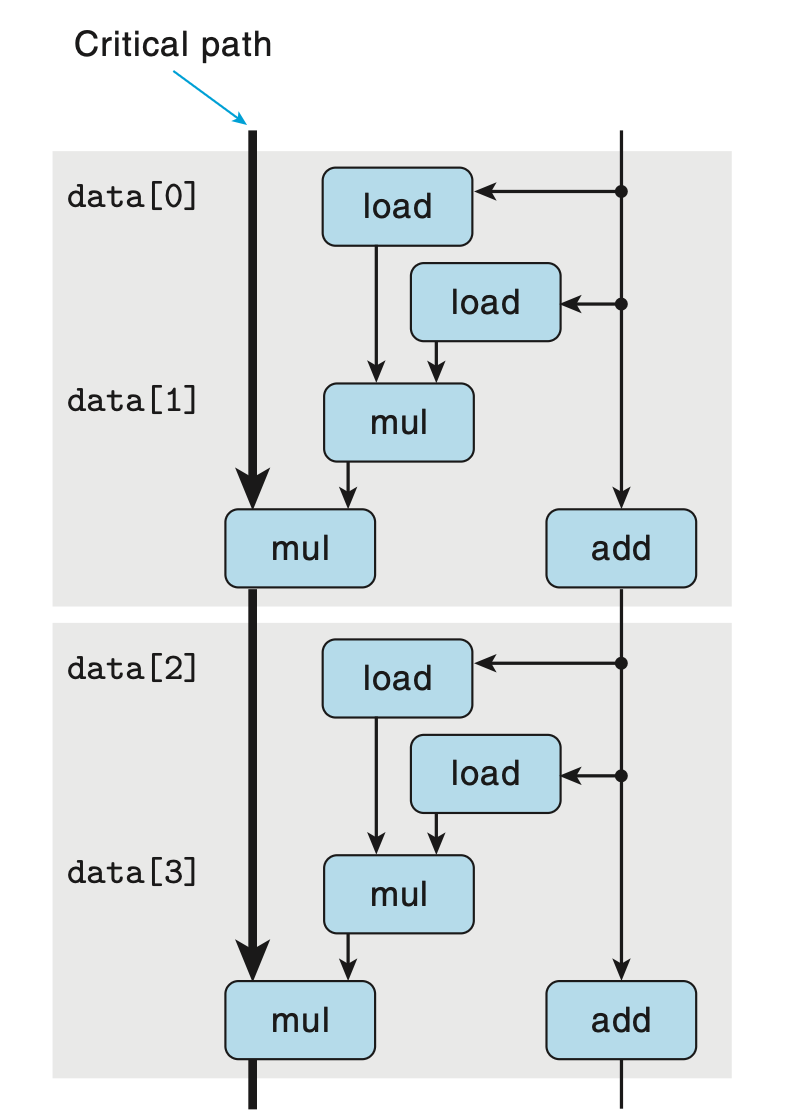 Critical path
data[0]
load
load
data[1]
mul
mul
add
data[2]
load
load
data[3]
mul
mul
add